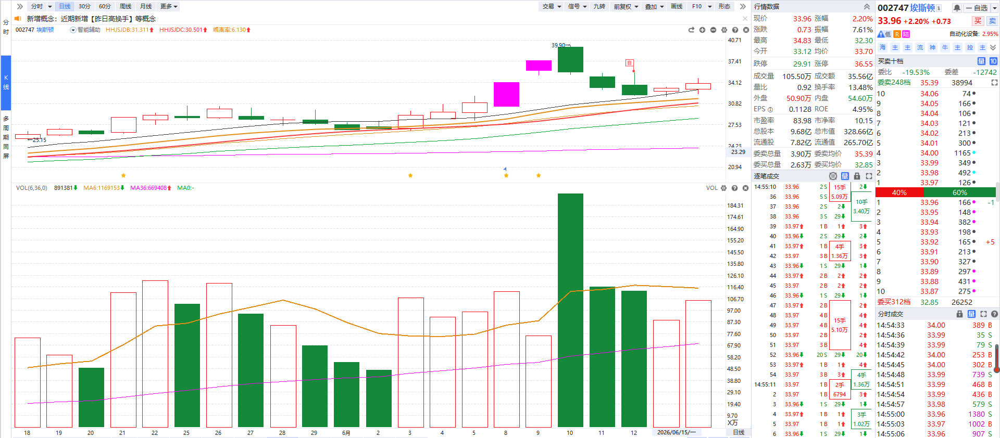 分时 日线 30分 60分 周线 月线 更多 交易 信号 九转 前复权 叠加 画线 F10 形态
新增概念：近期新增【昨日高换手】等概念
002747 埃斯顿 智能辅助 HHJSJDB:31.311 HHJSJDC:30.501 乖离率:6.130
分时
K线
多周期同屏
40.71
39.90
37.41
34.12
30.82
27.53
25.15
24.23
23.29
20.94
VOL(6,36,0) 891381 MA6:1169153 MA36:669408 MA0:- VOL
184.31
174.61
164.90
155.20
145.50
135.80
126.10
116.40
106.70
97.00
87.30
77.60
67.90
58.20
48.50
38.80
29.10
19.40
9.70
X万
18 19 20 21 22 25 26 27 28 29 6月 2 3 4 5 8 9 10 11 12 2026/06/15/一 日线
行情数据
现价 33.96 涨幅 2.20%
涨跌 0.73 振幅 7.61%
最高 34.83 最低 32.30
今开 33.12 均价 33.70
跌停 29.91 涨停 36.55
成交量 105.50万 成交额 35.56亿
量比 0.92 换手率 13.48%
外盘 50.90万 内盘 54.60万
EPS ① 0.1128 ROE 4.95%
市盈率 83.98 市净率 10.15
总股本 9.68亿 总市值 328.66亿
流通股 7.82亿 流通值 265.70亿
委卖总量 3.90万 委卖均价 35.39
委买总量 2.63万 委买均价 32.85
逐笔成交 量
14:55:10 33.96 2 S 15手 2
36 33.96 5 S 5.09万
37 33.96 2 S 2 10手
38 33.96 3 S 29 3.40万
39 33.97 1 B 1 3
40 33.96 2 S 29 2
41 33.97 1 B 4手 3
42 33.97 3 B 1.36万 3
43 33.96 1 S 29 1
44 33.97 2 B 2 2
45 33.97 2 B 2 2
46 33.96 1 S 29 1
47 33.97 2 B 2
48 33.97 4 B 15手 4
49 33.97 4 B 5.10万 4
50 33.97 2 B 2
51 33.97 3 B 4
52 33.96 20 S 29 20
53 33.97 1 B 1 4
54 33.97 3 B 3 4手
14:55:11 33.97 1 B 2手 1.36万
2 33.97 1 B 6794 3
3 33.96 1 S 29 1
4 33.97 1 B 1 3手
5 33.97 1 B 1 1.02万
6 33.96 1 S 29 1
002747 埃斯顿 自选
33.96 +2.20% +0.73 买 卖
低 R 陆 自动化设备: 2.95%
海 主 主 流 神 牛 主 控 主
买卖十档 量 10
委比 -19.53% 委差 -12742
委卖248档 35.39 38994
10 34.06 74
9 34.05 166
8 34.04 106
7 34.03 121
6 34.02 213
5 34.01 300
4 34.00 1165
3 33.99 349
2 33.98 492
1 33.97 126
40% 60%
1 33.96 166 -1
2 33.95 148
3 33.94 382
4 33.93 198
5 33.92 165 +5
6 33.91 213
7 33.90 327
8 33.89 297
9 33.88 431
10 33.87 275
委买312档 32.85 26252
分时成交 量
14:54:33 34.00 389 B
14:54:36 33.99 35 S
14:54:39 33.99 79 S
14:54:42 34.00 253 B
14:54:45 34.00 302 B
14:54:48 33.99 739 S
14:54:51 33.99 468 B
14:54:54 33.99 436 B
14:54:57 33.98 579 S
14:55:00 33.96 1380 S
14:55:03 33.97 1002 B
14:55:06 33.96 907 S